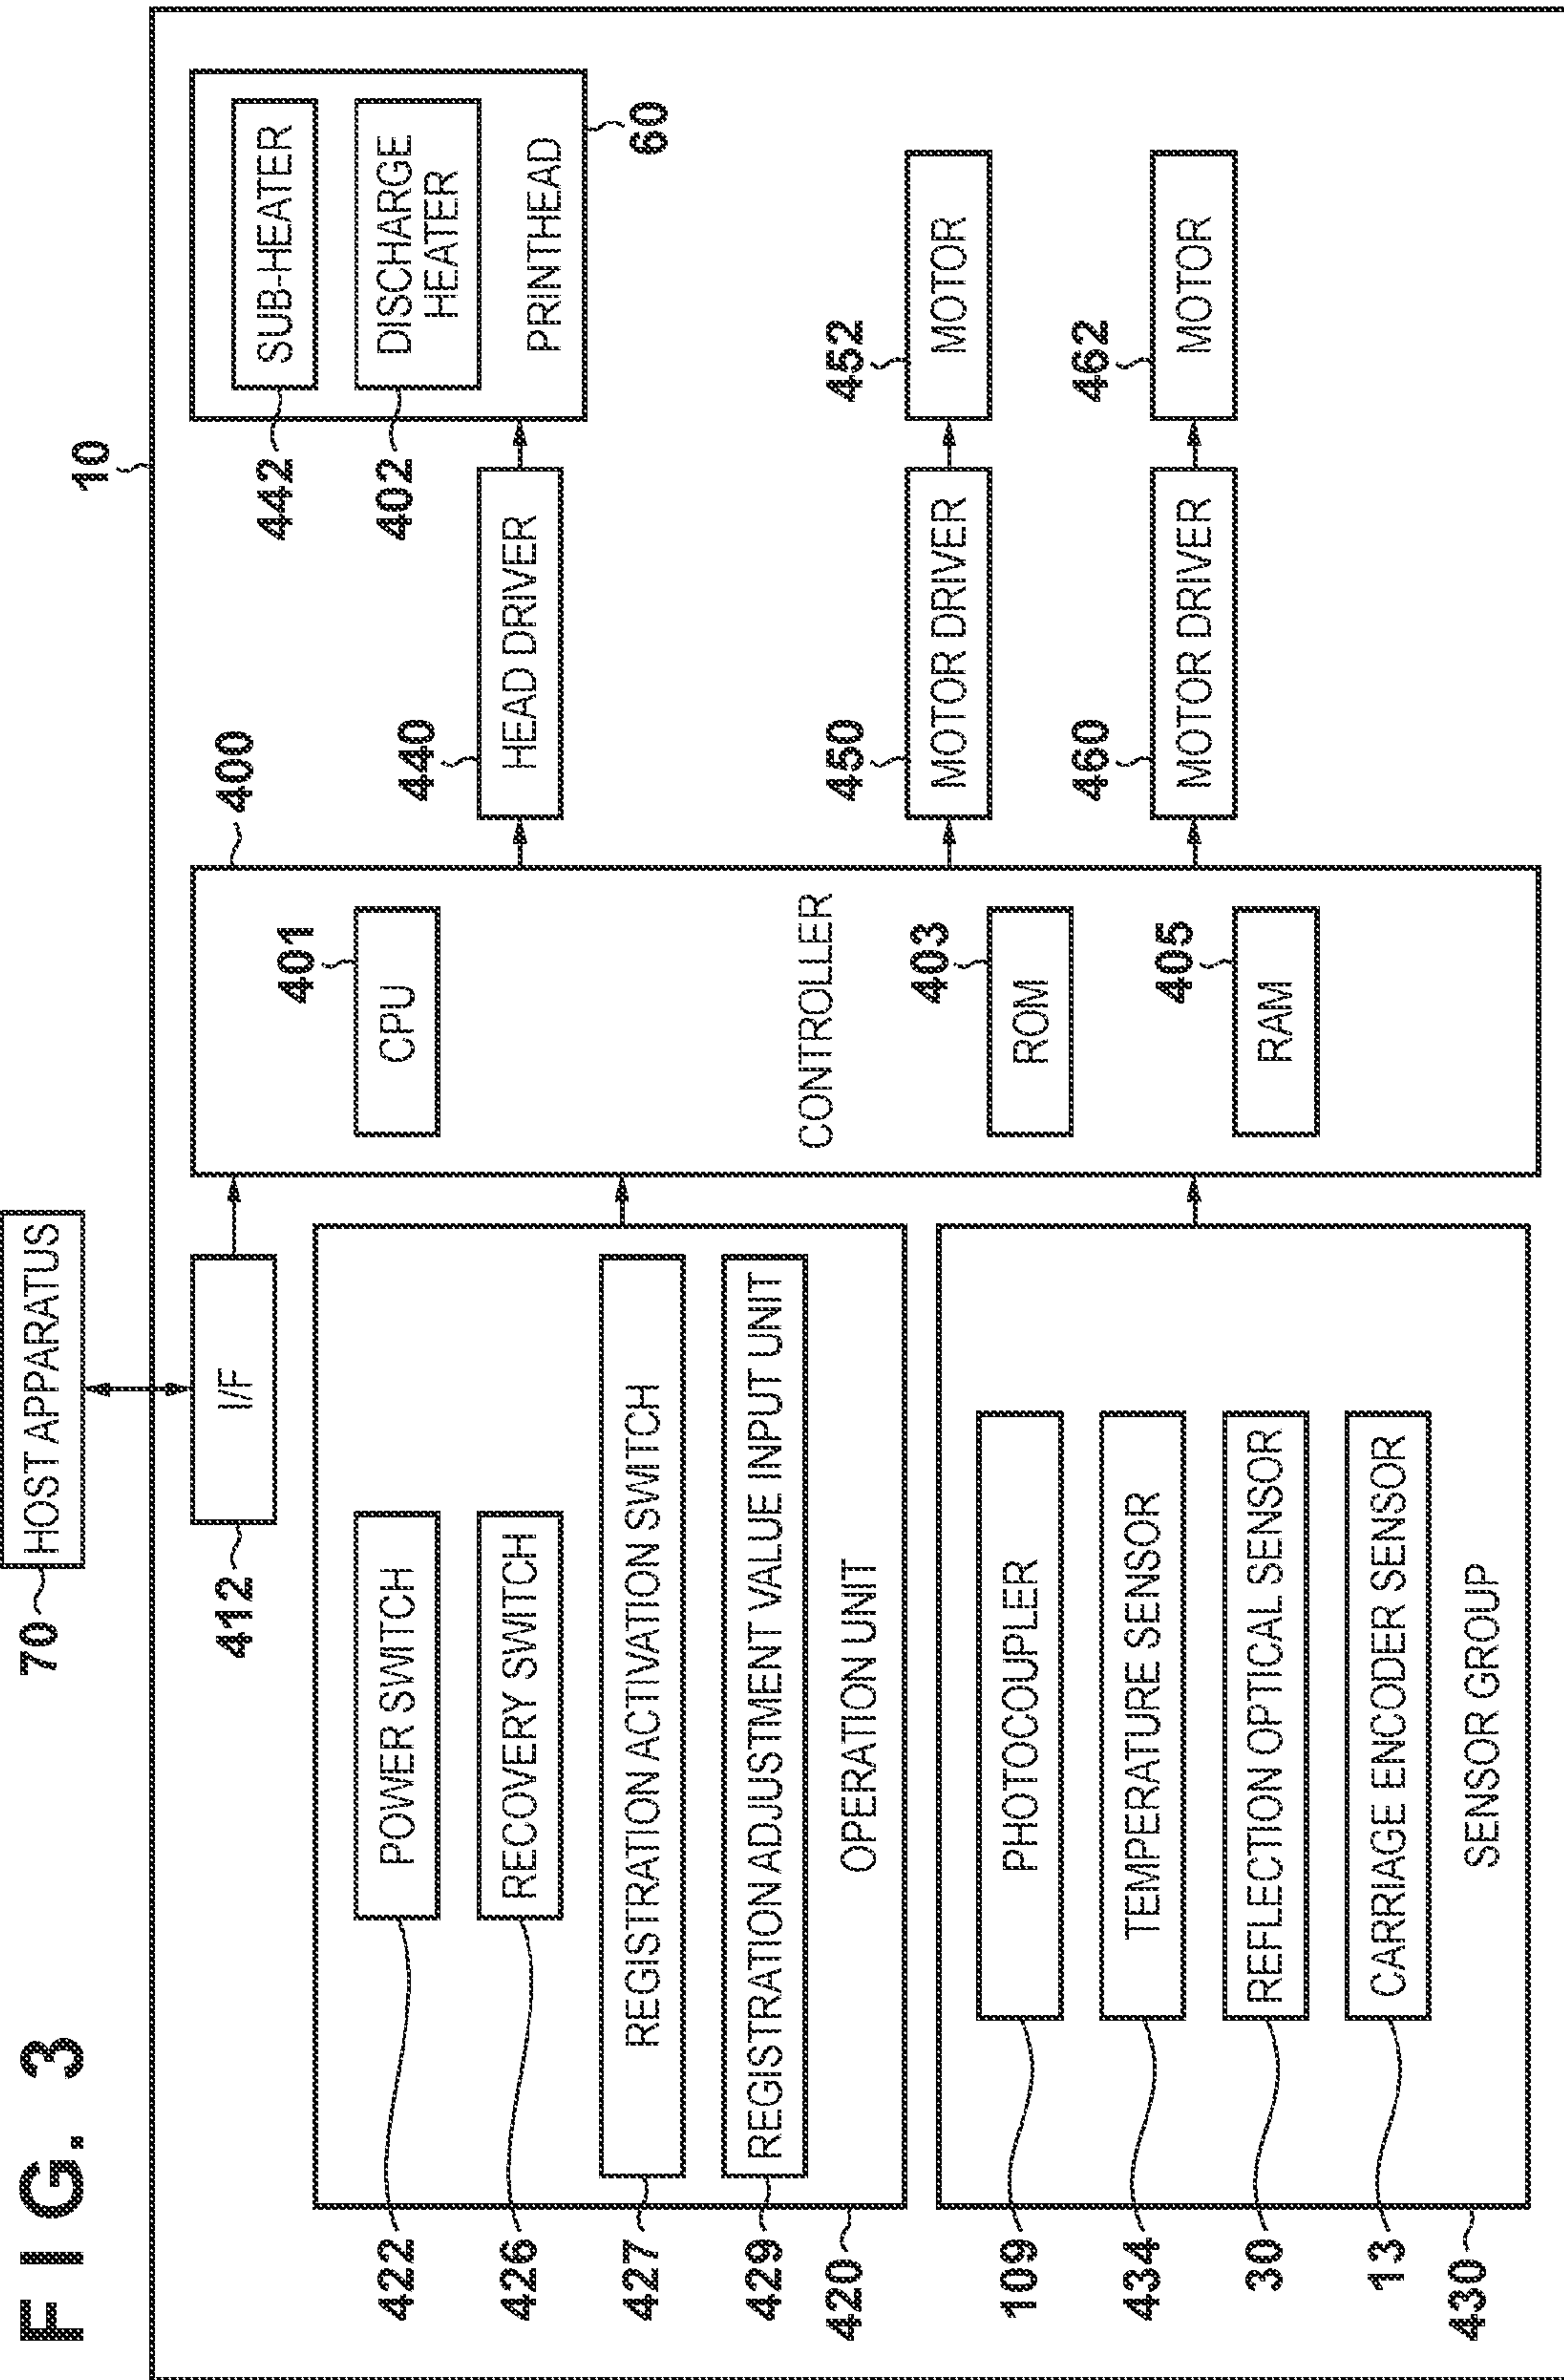 FIG. 3
70
HOST APPARATUS
10
412
I/F
400
442
SUB-HEATER
422
POWER SWITCH
401
CPU
402
DISCHARGE
HEATER
426
RECOVERY SWITCH
440
HEAD DRIVER
PRINTHEAD
60
427
REGISTRATION ACTIVATION SWITCH
429
REGISTRATION ADJUSTMENT VALUE INPUT UNIT
420
OPERATION UNIT
CONTROLLER
450
MOTOR DRIVER
452
MOTOR
109
PHOTOCOUPLER
403
ROM
434
TEMPERATURE SENSOR
460
MOTOR DRIVER
462
MOTOR
30
REFLECTION OPTICAL SENSOR
405
RAM
13
CARRIAGE ENCODER SENSOR
430
SENSOR GROUP